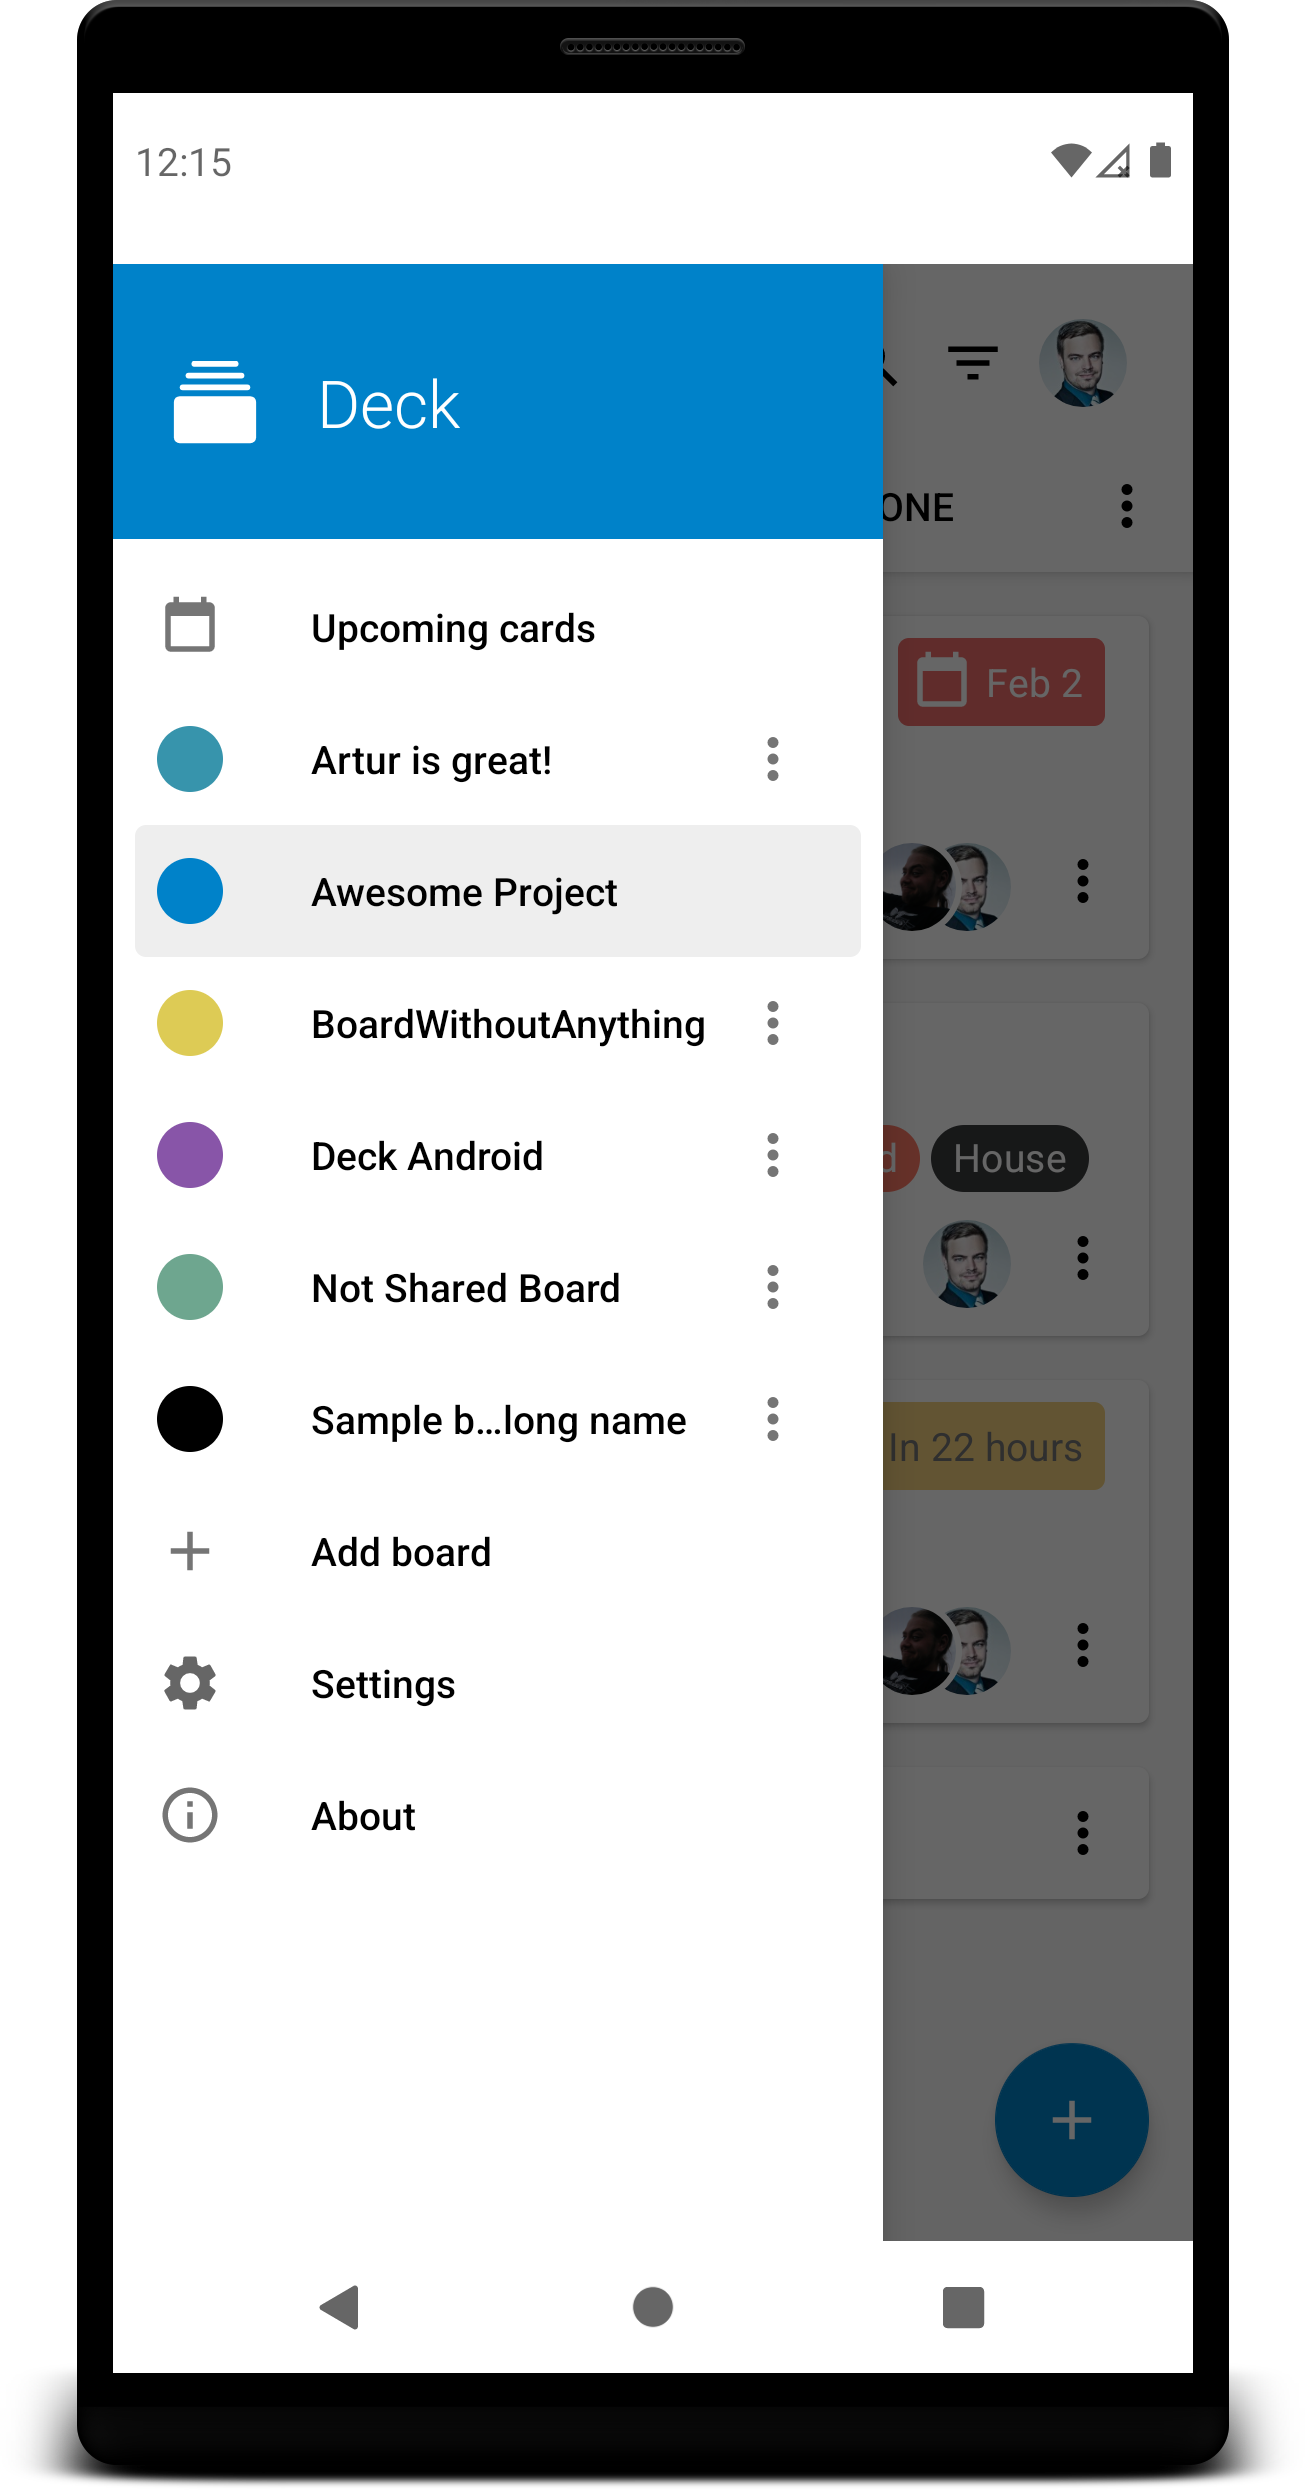 12:15
Deck
ONE
Upcoming cards
Feb 2
Artur is great!
Awesome Project
BoardWithoutAnything
Deck Android
d
House
Not Shared Board
Sample b...long name
In 22 hours
Add board
Settings
About